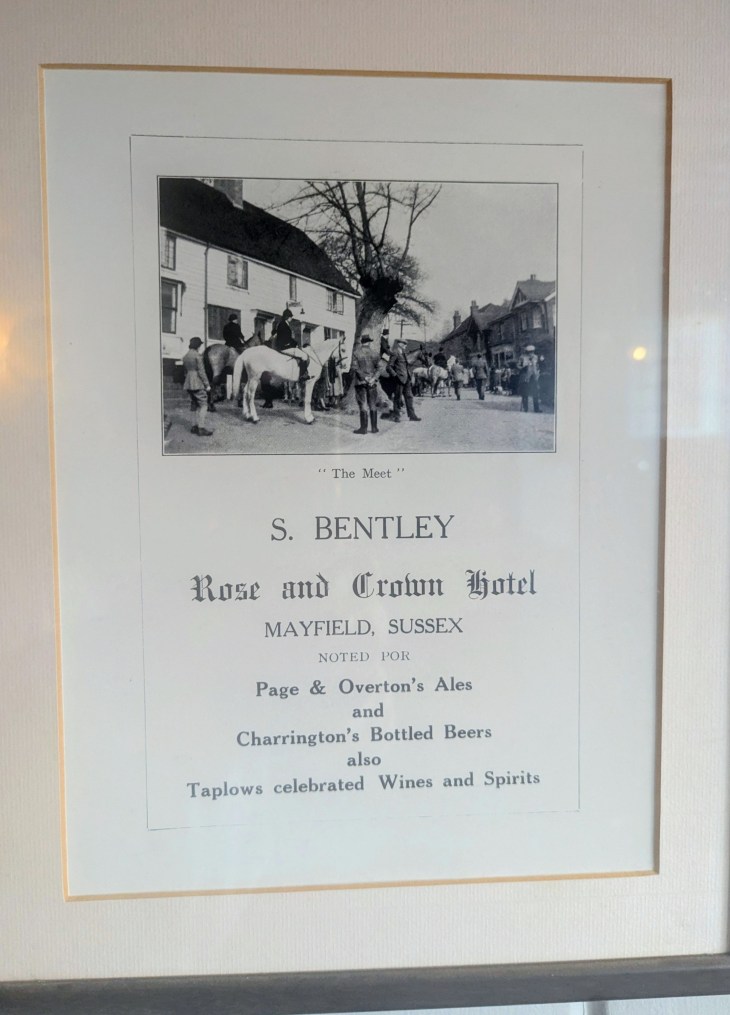 “ The Meet ”
S. BENTLEY
Rose and Crown Hotel
MAYFIELD, SUSSEX
NOTED POR
Page & Overton's Ales
and
Charrington's Bottled Beers
also
Taplows celebrated Wines and Spirits